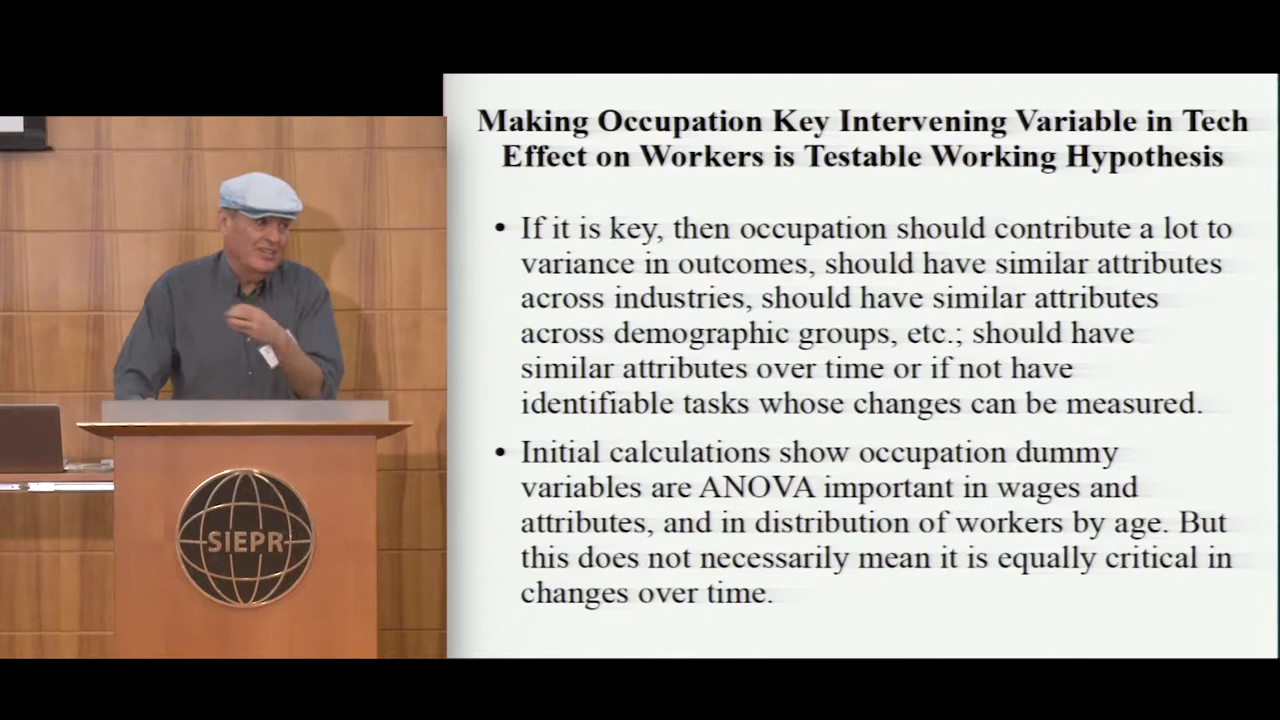 Making Occupation Key Intervening Variable in Tech
Effect on Workers is Testable Working Hypothesis
• If it is key, then occupation should contribute a lot to
variance in outcomes, should have similar attributes
across industries, should have similar attributes
across demographic groups, etc.; should have
similar attributes over time or if not have
identifiable tasks whose changes can be measured.
• Initial calculations show occupation dummy
variables are ANOVA important in wages and
attributes, and in distribution of workers by age. But
this does not necessarily mean it is equally critical in
changes over time.
SIEPR